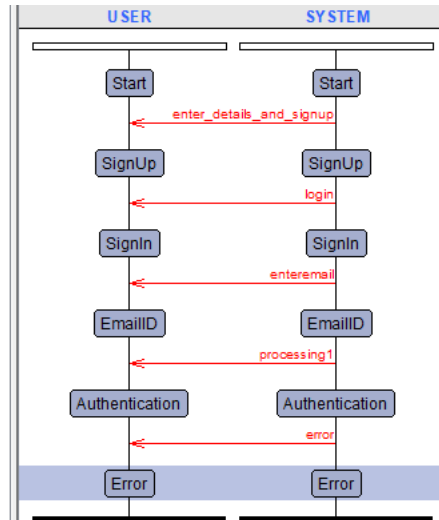 USER SYSTEM
Start Start
enter_details_and_signup
SignUp SignUp
login
SignIn SignIn
enteremail
EmailID EmailID
processing1
Authentication Authentication
error
Error Error